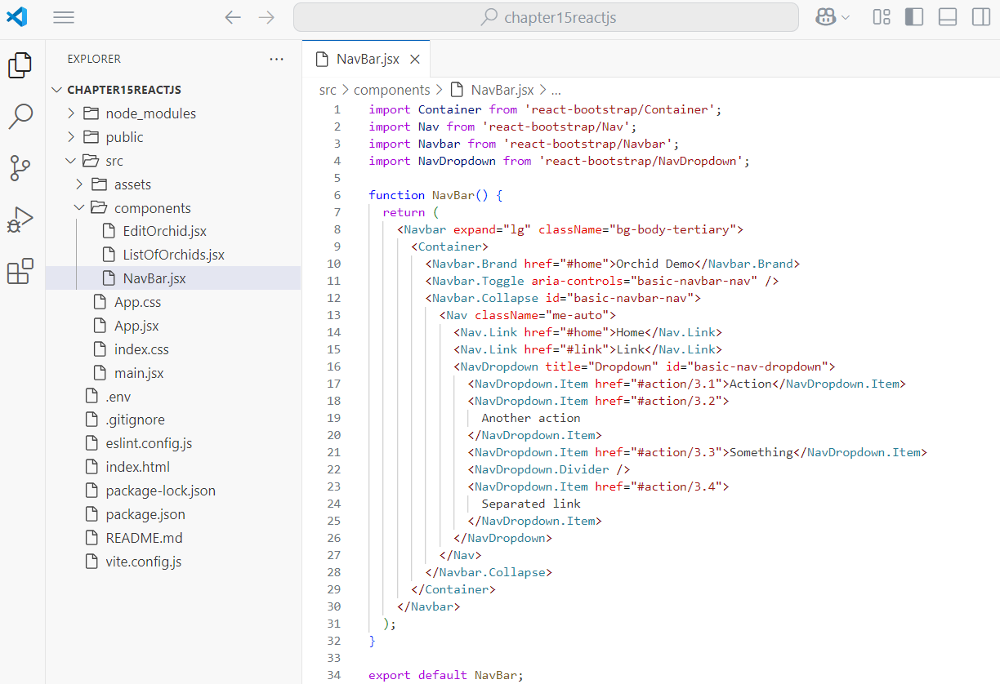 chapter15reactjs
EXPLORER
CHAPTER15REACTJS
node_modules
public
src
assets
components
EditOrchid.jsx
ListOfOrchids.jsx
NavBar.jsx
App.css
App.jsx
index.css
main.jsx
.env
.gitignore
eslint.config.js
index.html
package-lock.json
package.json
README.md
vite.config.js
NavBar.jsx
src > components > NavBar.jsx > ...
1 import Container from 'react-bootstrap/Container';
2 import Nav from 'react-bootstrap/Nav';
3 import Navbar from 'react-bootstrap/Navbar';
4 import NavDropdown from 'react-bootstrap/NavDropdown';
5
6 function NavBar() {
7   return (
8     <Navbar expand="lg" className="bg-body-tertiary">
9       <Container>
10         <Navbar.Brand href="#home">Orchid Demo</Navbar.Brand>
11         <Navbar.Toggle aria-controls="basic-navbar-nav" />
12         <Navbar.Collapse id="basic-navbar-nav">
13           <Nav className="me-auto">
14             <Nav.Link href="#home">Home</Nav.Link>
15             <Nav.Link href="#link">Link</Nav.Link>
16             <NavDropdown title="Dropdown" id="basic-nav-dropdown">
17               <NavDropdown.Item href="#action/3.1">Action</NavDropdown.Item>
18               <NavDropdown.Item href="#action/3.2">
19                 Another action
20               </NavDropdown.Item>
21               <NavDropdown.Item href="#action/3.3">Something</NavDropdown.Item>
22               <NavDropdown.Divider />
23               <NavDropdown.Item href="#action/3.4">
24                 Separated link
25               </NavDropdown.Item>
26             </NavDropdown>
27           </Nav>
28         </Navbar.Collapse>
29       </Container>
30     </Navbar>
31   );
32 }
33
34 export default NavBar;